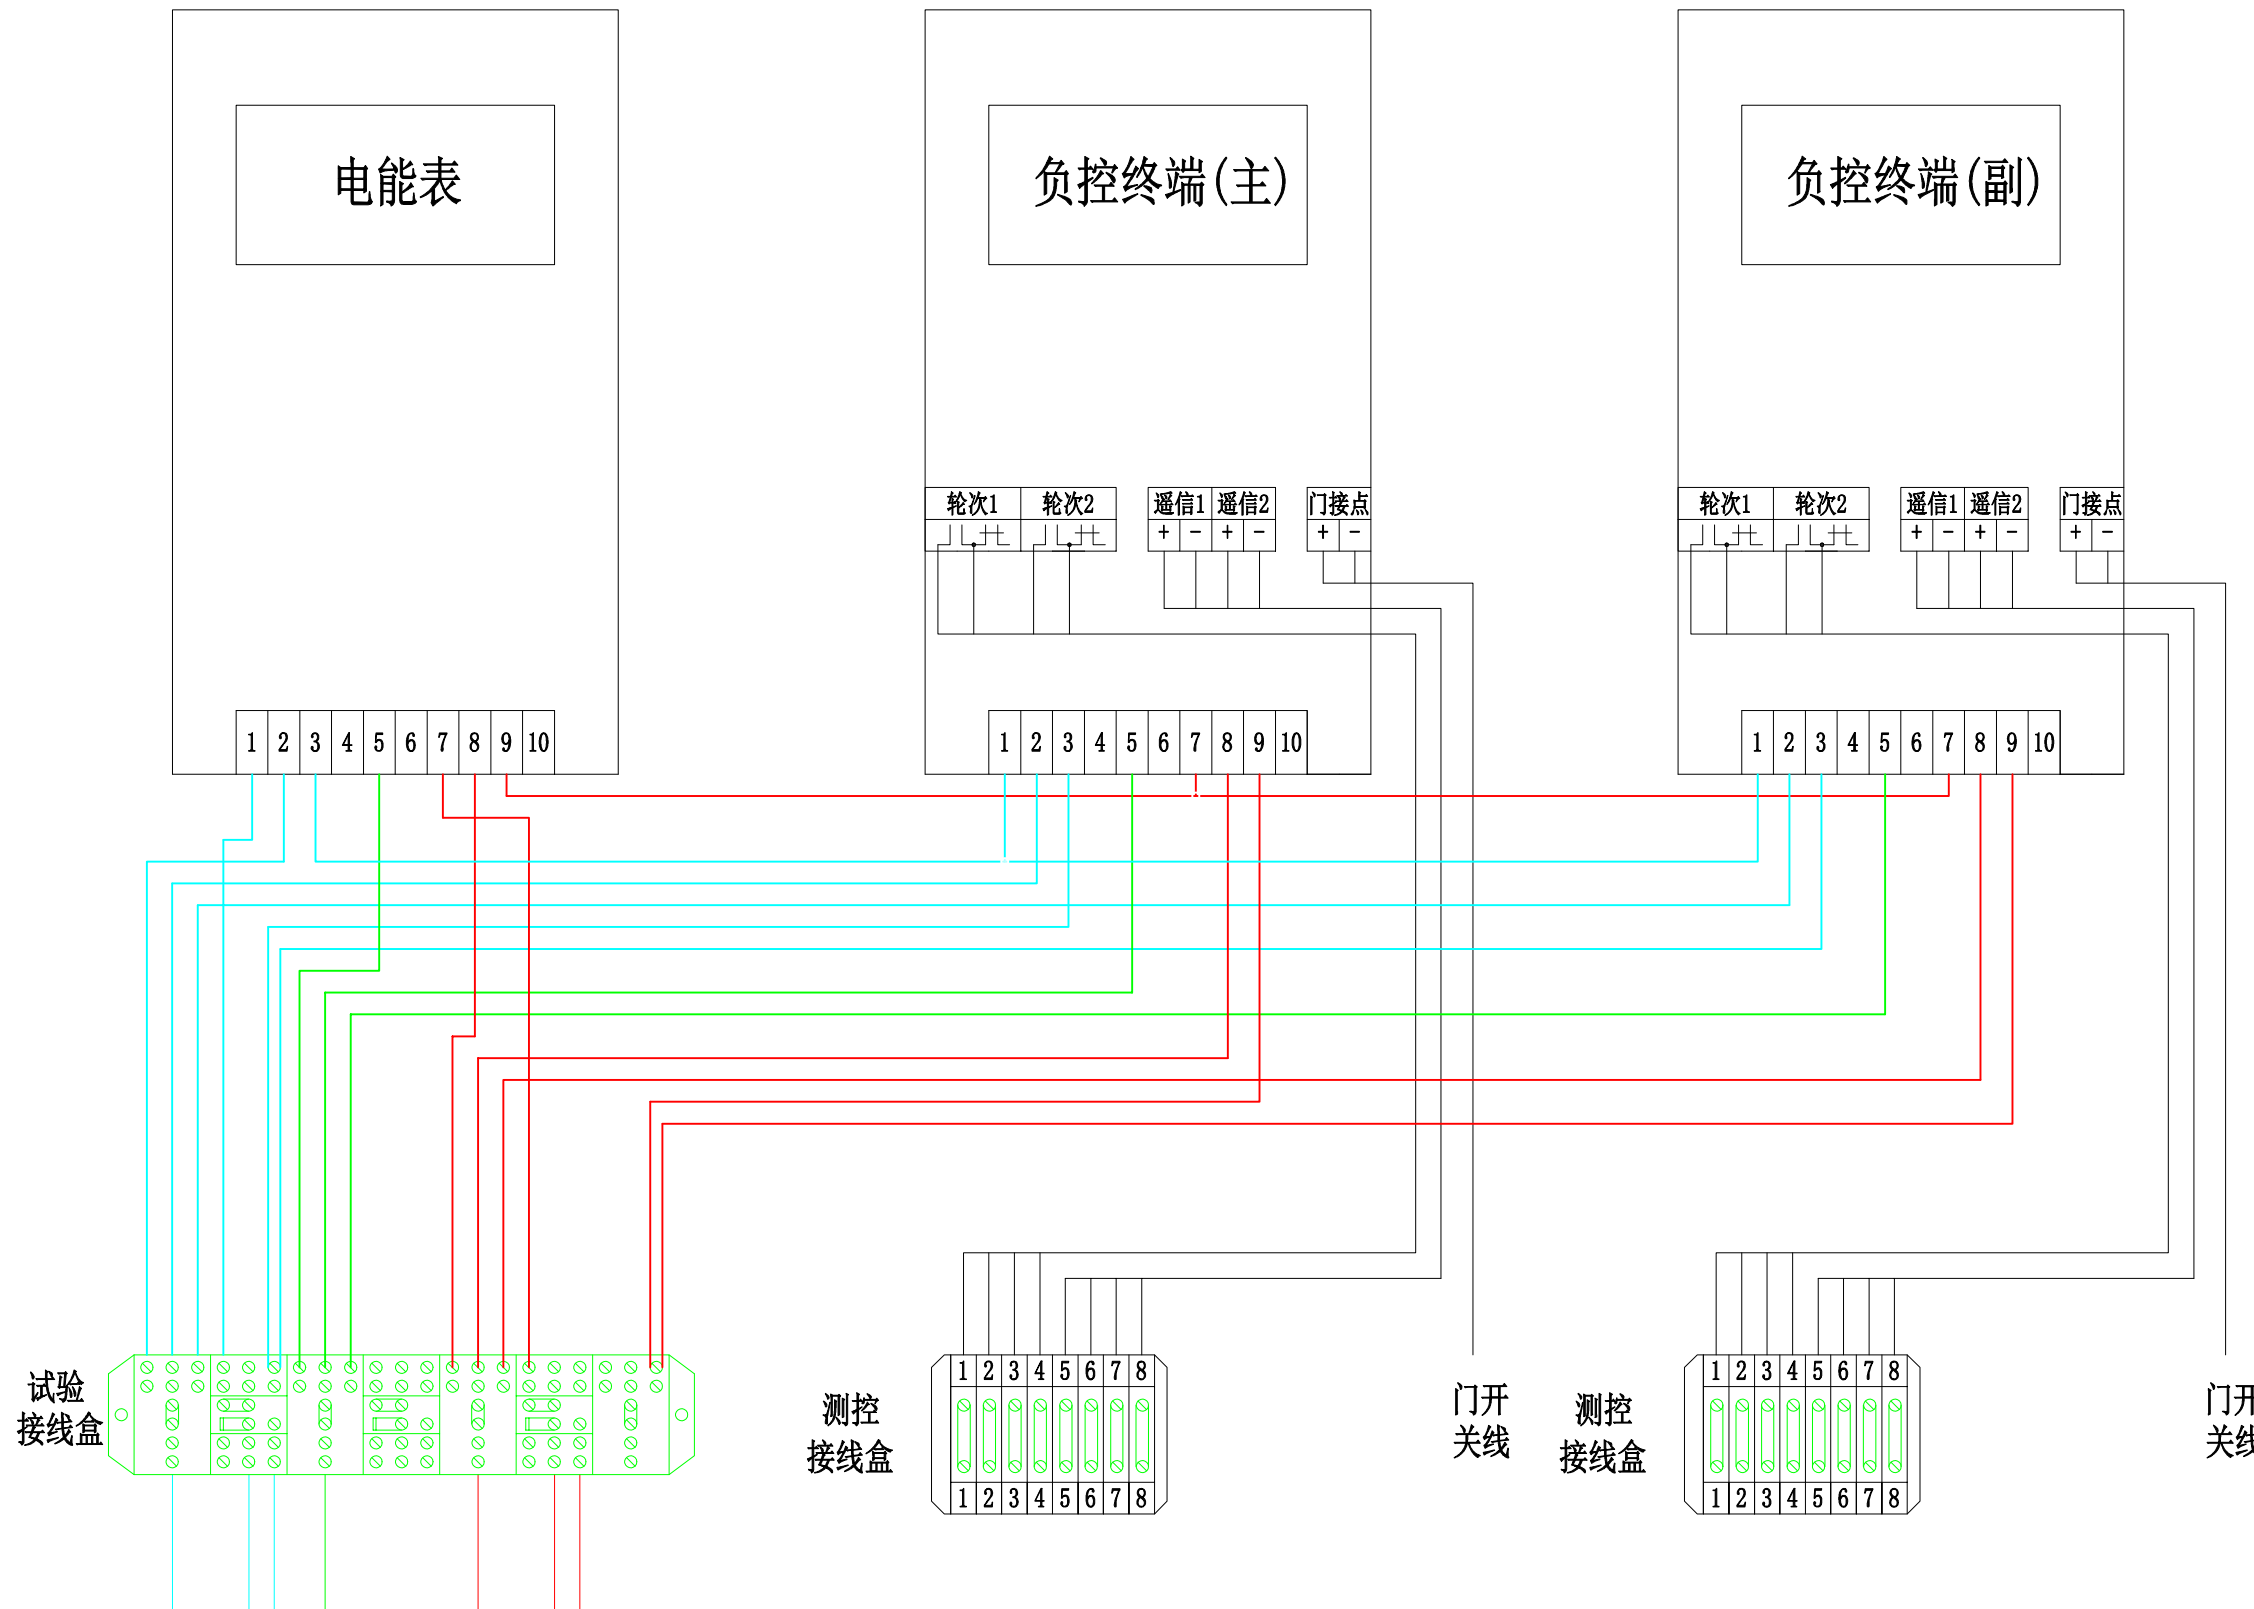 电能表
负控终端(主)
负控终端(副)
轮次1 轮次2 遥信1 遥信2 门接点
+ - + - + -
轮次1 轮次2 遥信1 遥信2 门接点
+ - + - + -
1 2 3 4 5 6 7 8 9 10
1 2 3 4 5 6 7 8 9 10
1 2 3 4 5 6 7 8 9 10
试验
接线盒
测控
接线盒
1 2 3 4 5 6 7 8
1 2 3 4 5 6 7 8
门开
关线
测控
接线盒
1 2 3 4 5 6 7 8
1 2 3 4 5 6 7 8
门开
关线